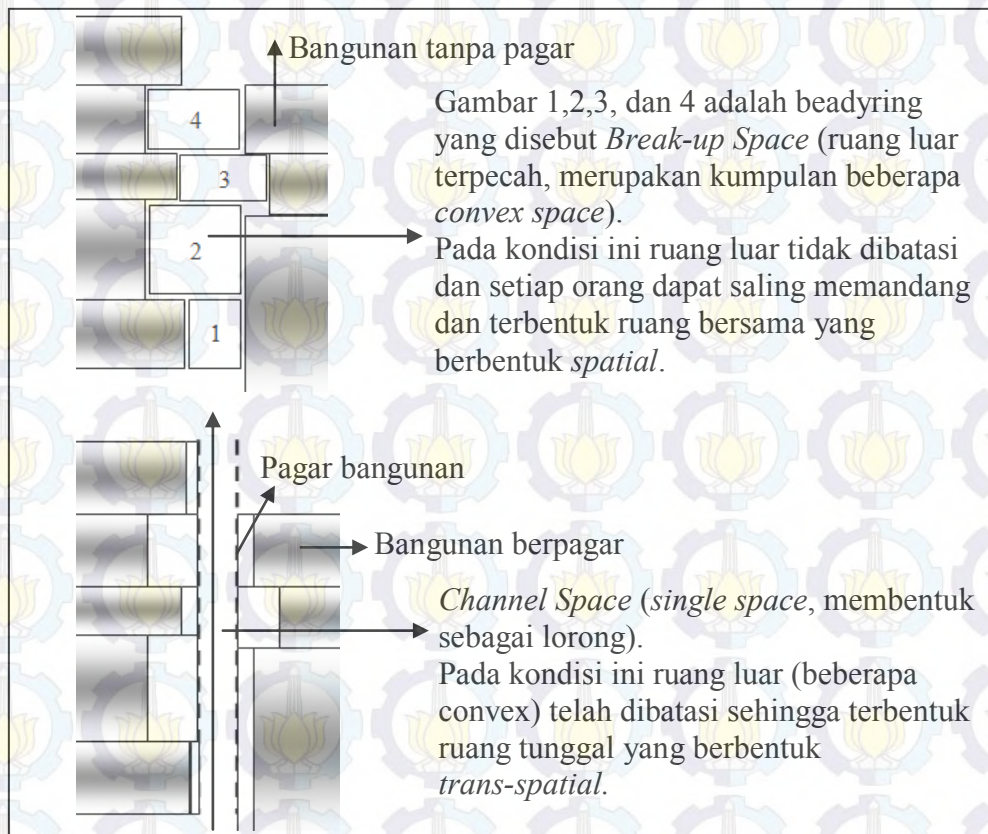 Bangunan tanpa pagar
Gambar 1,2,3, dan 4 adalah beadyring
yang disebut Break-up Space (ruang luar
terpecah, merupakan kumpulan beberapa
convex space).
Pada kondisi ini ruang luar tidak dibatasi
dan setiap orang dapat saling memandang
dan terbentuk ruang bersama yang
berbentuk spatial.
4
3
2
1
Pagar bangunan
Bangunan berpagar
Channel Space (single space, membentuk
sebagai lorong).
Pada kondisi ini ruang luar (beberapa
convex) telah dibatasi sehingga terbentuk
ruang tunggal yang berbentuk
trans-spatial.